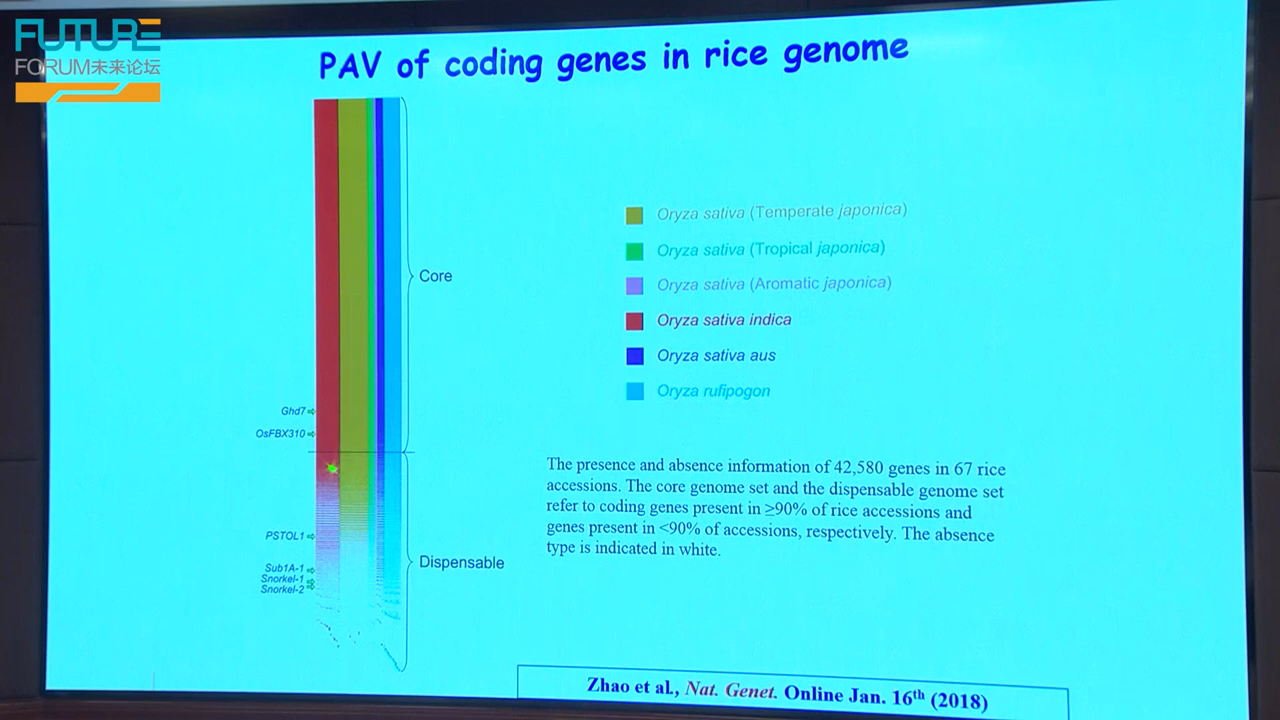 FUTURE
FORUM未来论坛
PAV of coding genes in rice genome
Core
Ghd7
OsFBX310
PSTOL1
Sub1A-1
Snorkel-1
Snorkel-2
Dispensable
Oryza sativa (Temperate japonica)
Oryza sativa (Tropical japonica)
Oryza sativa (Aromatic japonica)
Oryza sativa indica
Oryza sativa aus
Oryza rufipogon
The presence and absence information of 42,580 genes in 67 rice
accessions. The core genome set and the dispensable genome set
refer to coding genes present in ≥90% of rice accessions and
genes present in <90% of accessions, respectively. The absence
type is indicated in white.
Zhao et al., Nat. Genet. Online Jan. 16th (2018)